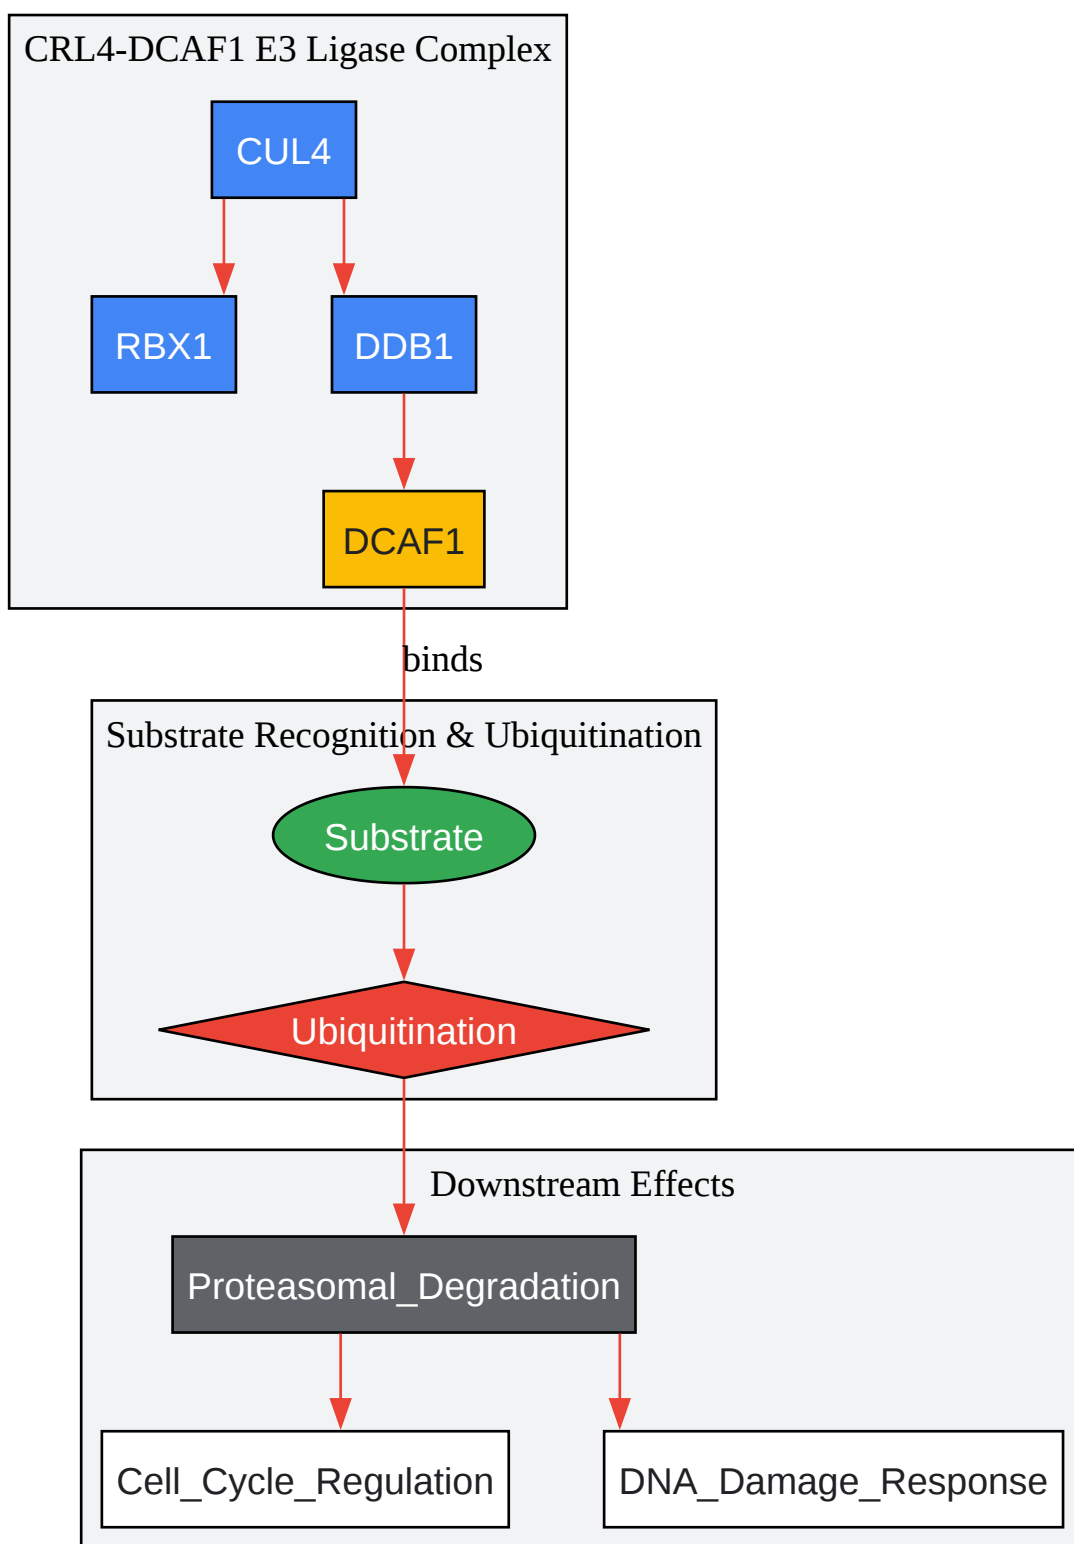 CRL4-DCAF1 E3 Ligase Complex
CUL4
RBX1
DDB1
DCAF1
binds
Substrate Recognition & Ubiquitination
Substrate
Ubiquitination
Downstream Effects
Proteasomal_Degradation
Cell_Cycle_Regulation
DNA_Damage_Response